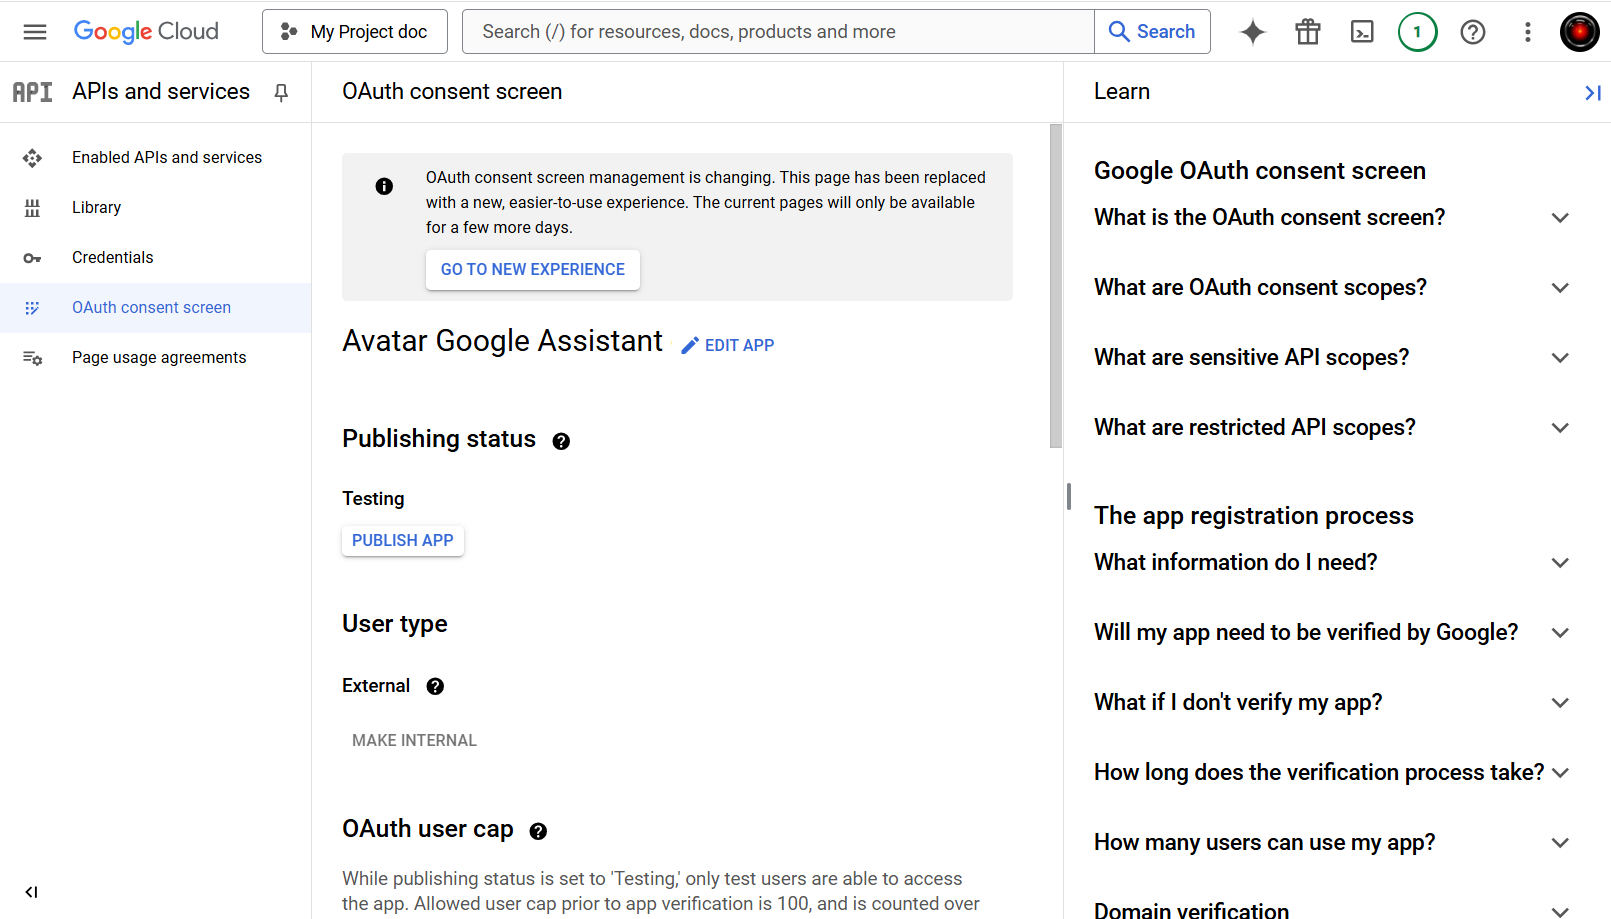 Google Cloud
My Project doc
Search (/) for resources, docs, products and more
Search
1
API
APIs and services
OAuth consent screen
Learn
Enabled APIs and services
Library
Credentials
OAuth consent screen
Page usage agreements
OAuth consent screen management is changing. This page has been replaced
with a new, easier-to-use experience. The current pages will only be available
for a few more days.
GO TO NEW EXPERIENCE
Avatar Google Assistant
EDIT APP
Publishing status
Testing
PUBLISH APP
User type
External
MAKE INTERNAL
OAuth user cap
While publishing status is set to 'Testing,' only test users are able to access
the app. Allowed user cap prior to app verification is 100, and is counted over
Google OAuth consent screen
What is the OAuth consent screen?
What are OAuth consent scopes?
What are sensitive API scopes?
What are restricted API scopes?
The app registration process
What information do I need?
Will my app need to be verified by Google?
What if I don't verify my app?
How long does the verification process take?
How many users can use my app?
Domain verification